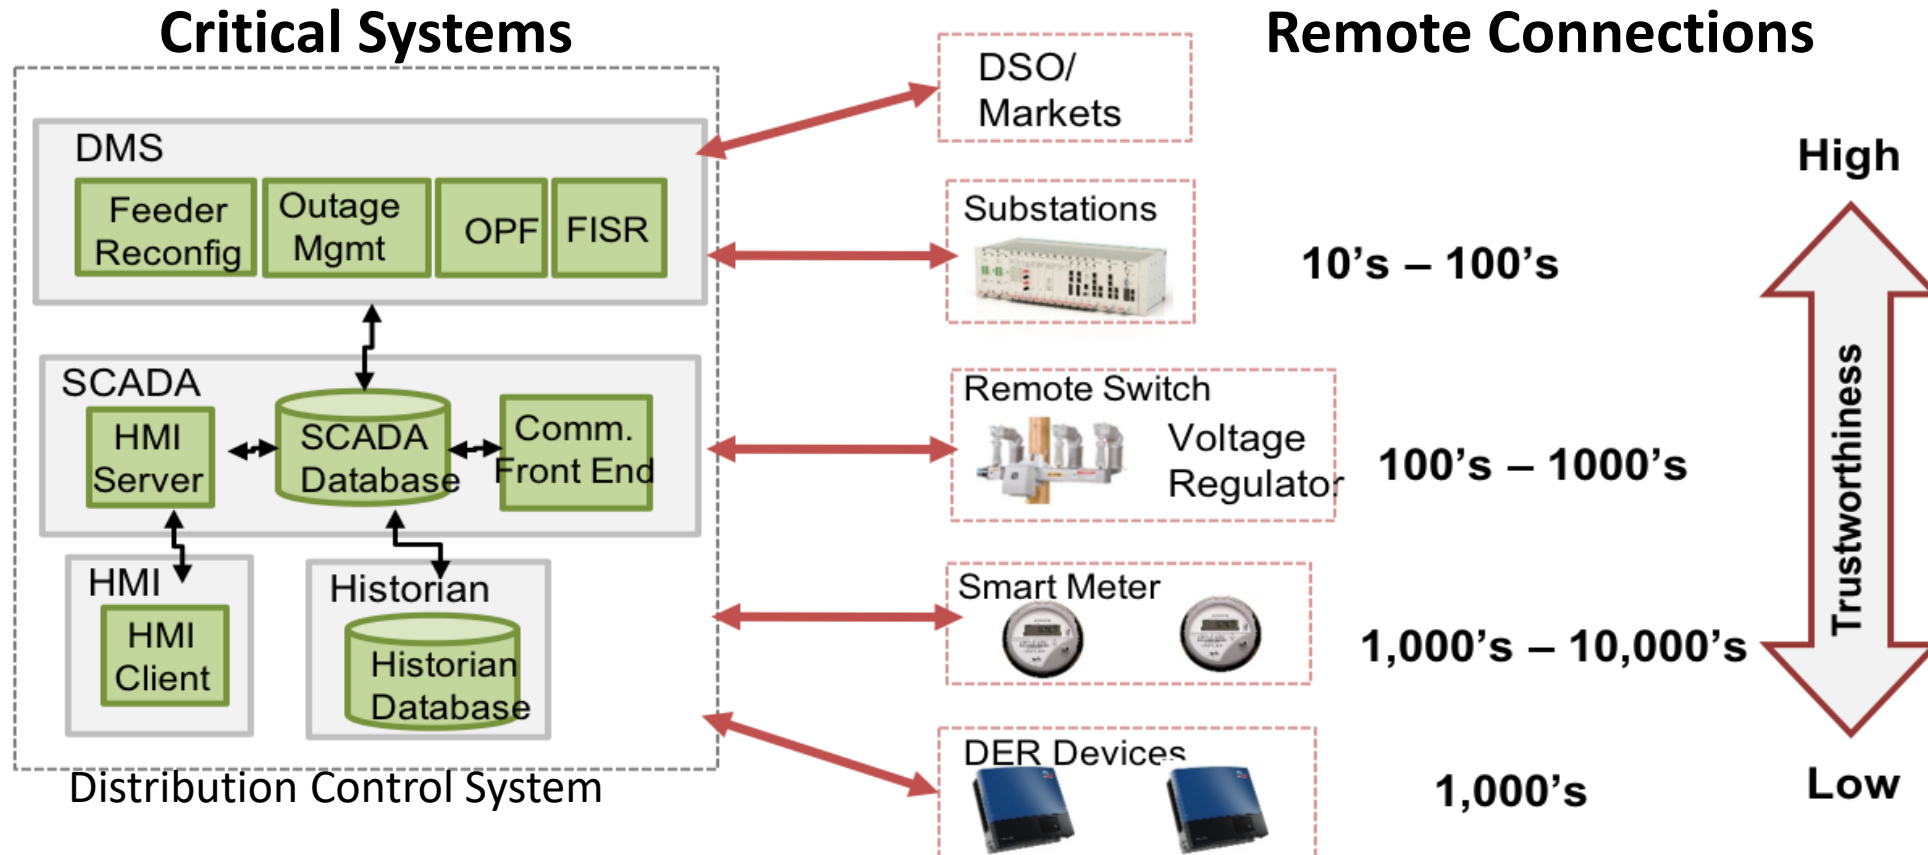 Critical Systems
Remote Connections
DMS
Feeder
Reconfig
Outage
Mgmt
OPF
FISR
SCADA
HMI
Server
SCADA
Database
Comm.
Front End
HMI
HMI
Client
Historian
Historian
Database
Distribution Control System
DSO/
Markets
Substations
10's – 100's
Remote Switch
Voltage
Regulator
100's – 1000's
Smart Meter
1,000's – 10,000's
DER Devices
1,000's
High
Trustworthiness
Low